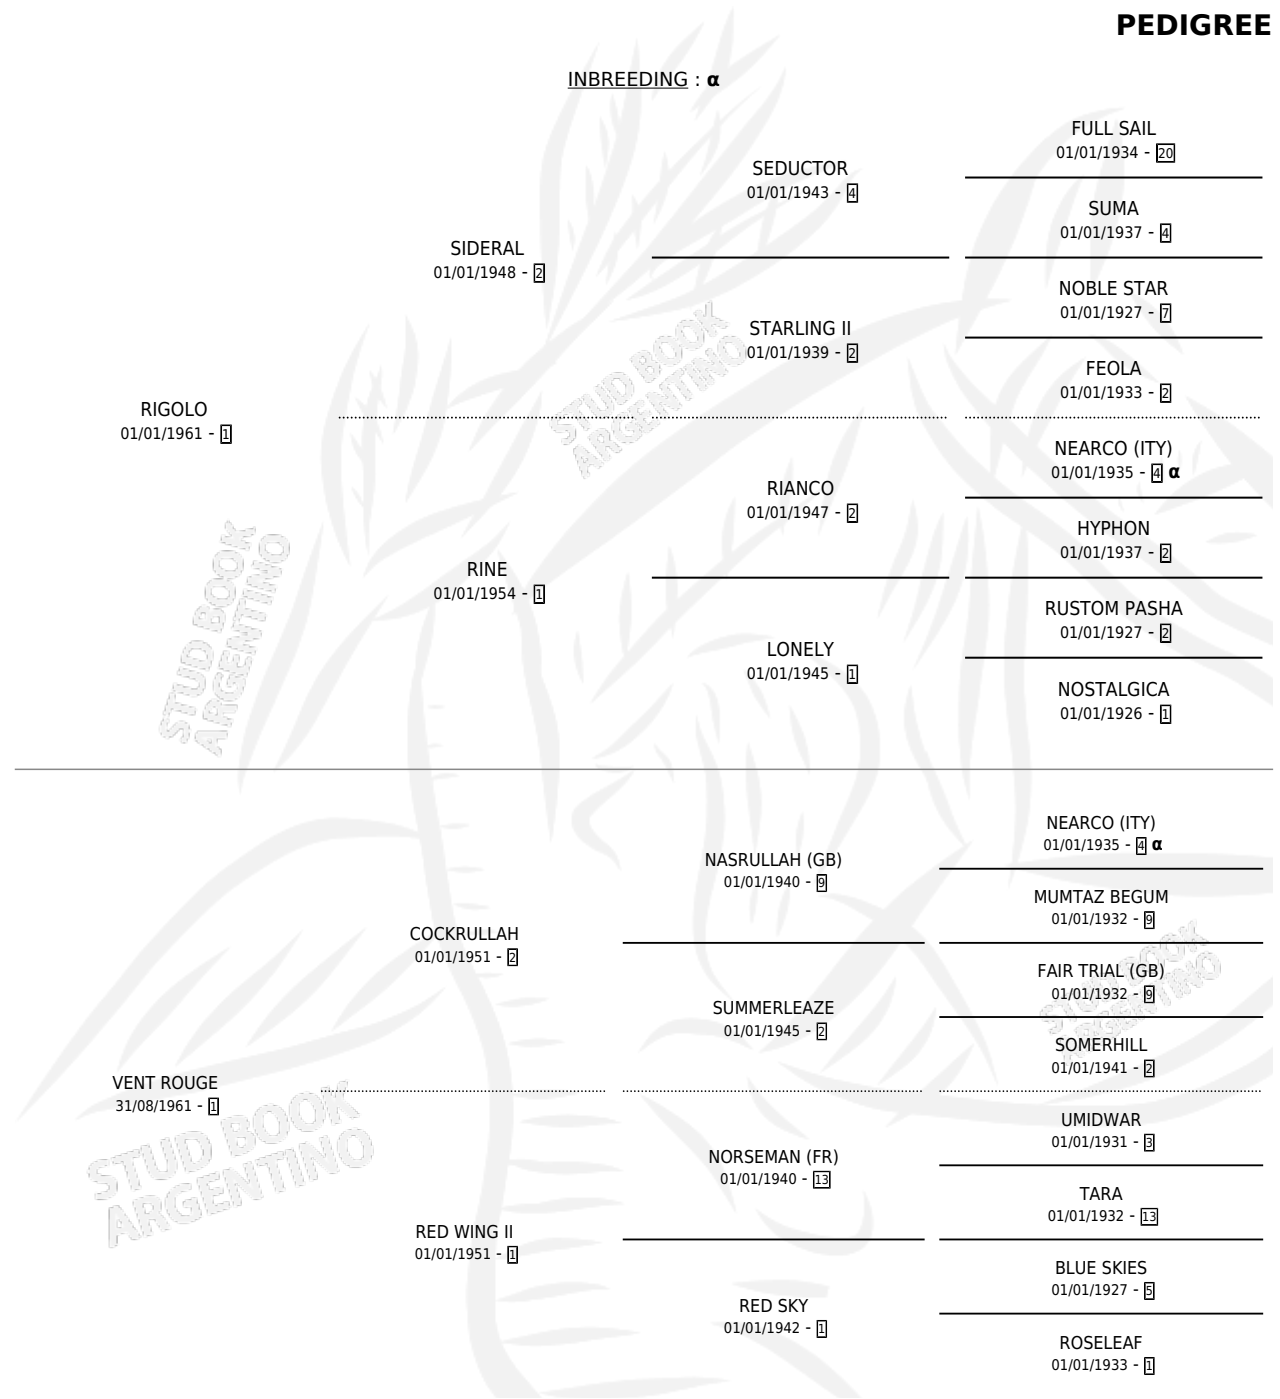 PEDIGREE
INBREEDING : α
FULL SAIL
01/01/1934 - 20
SEDUCTOR
01/01/1943 - 4
SUMA
01/01/1937 - 4
SIDERAL
01/01/1948 - 2
NOBLE STAR
01/01/1927 - 7
STARLING II
01/01/1939 - 2
FEOLA
01/01/1933 - 2
RIGOLO
01/01/1961 - 1
NEARCO (ITY)
01/01/1935 - 4 α
RIANCO
01/01/1947 - 2
HYPHON
01/01/1937 - 2
RINE
01/01/1954 - 1
RUSTOM PASHA
01/01/1927 - 2
LONELY
01/01/1945 - 1
NOSTALGICA
01/01/1926 - 1
NEARCO (ITY)
01/01/1935 - 4 α
NASRULLAH (GB)
01/01/1940 - 9
MUMTAZ BEGUM
01/01/1932 - 9
COCKRULLAH
01/01/1951 - 2
FAIR TRIAL (GB)
01/01/1932 - 9
SUMMERLEAZE
01/01/1945 - 2
SOMERHILL
01/01/1941 - 2
VENT ROUGE
31/08/1961 - 1
UMIDWAR
01/01/1931 - 3
NORSEMAN (FR)
01/01/1940 - 13
TARA
01/01/1932 - 13
RED WING II
01/01/1951 - 1
BLUE SKIES
01/01/1927 - 5
RED SKY
01/01/1942 - 1
ROSELEAF
01/01/1933 - 1
STUD BOOK
ARGENTINO
STUD BOOK
ARGENTINO
STUD BOOK
ARGENTINO
STUD BOOK
ARGENTINO